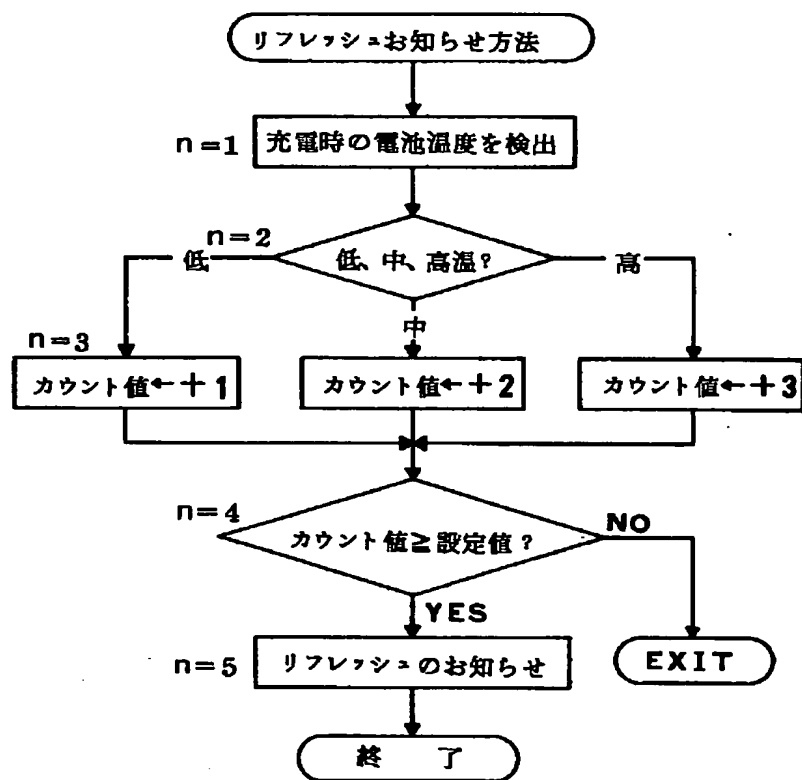 リフレッシュお知らせ方法
n=1
充電時の電池温度を検出
n=2
低、中、高温?
低
高
中
n=3
カウント値←+1
カウント値←+2
カウント値←+3
n=4
カウント値≧設定値?
NO
YES
n=5
リフレッシュのお知らせ
EXIT
終 了